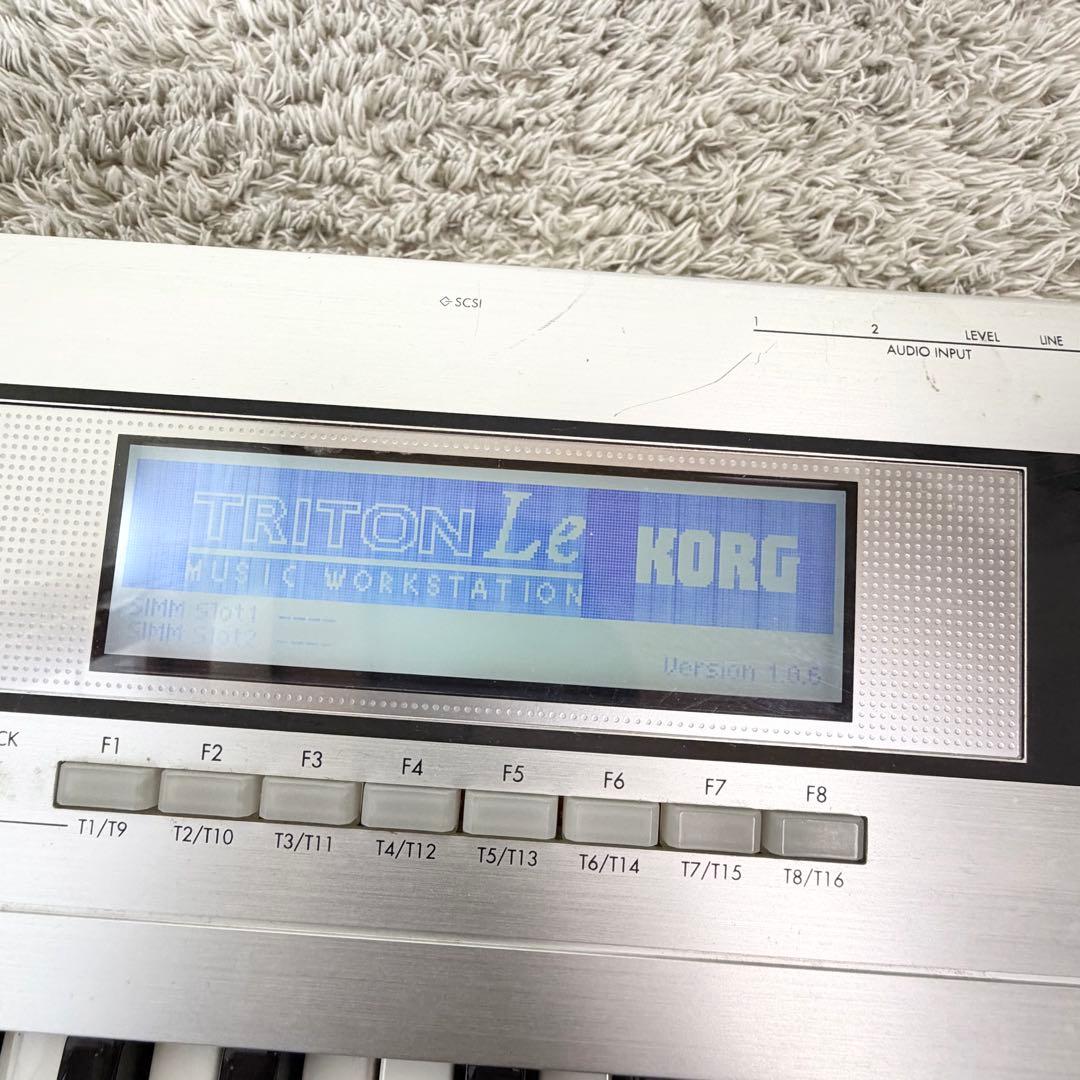 SCSI
1 2 LEVEL LINE
AUDIO INPUT
TRITON Le KORG
MUSIC WORKSTATION
SIMM Slot1 ----
SIMM Slot2 ----
Version 1.0.6
CK
F1 F2 F3 F4 F5 F6 F7 F8
T1/T9 T2/T10 T3/T11 T4/T12 T5/T13 T6/T14 T7/T15 T8/T16